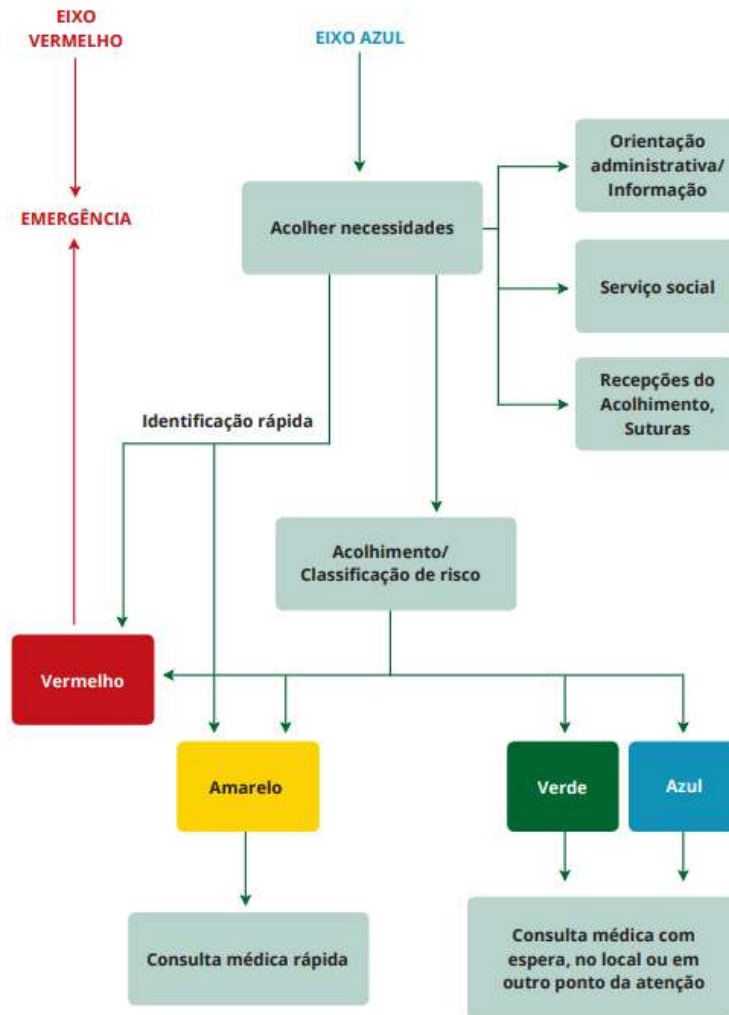 EIXO
VERMELHO
EIXO AZUL
Orientação
administrativa/
Informação
EMERGÊNCIA
Acolher necessidades
Serviço social
Recepções do
Acolhimento,
Suturas
Identificação rápida
Acolhimento/
Classificação de risco
Vermelho
Amarelo
Verde
Azul
Consulta médica rápida
Consulta médica com
espera, no local ou em
outro ponto da atenção